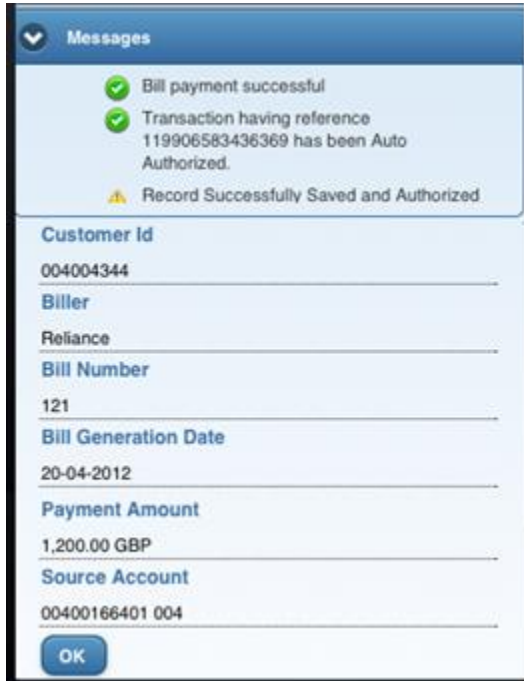 Messages
Bill payment successful
Transaction having reference
119906583436369 has been Auto
Authorized.
Record Successfully Saved and Authorized
Customer Id
004004344
Biller
Reliance
Bill Number
121
Bill Generation Date
20-04-2012
Payment Amount
1,200.00 GBP
Source Account
00400166401 004
OK